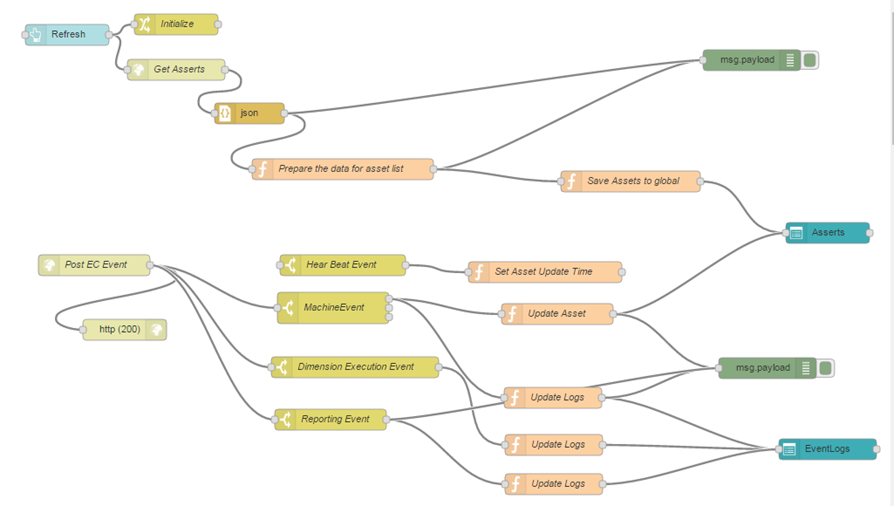 Refresh
Initialize
Get Asserts
msg.payload
json
Prepare the data for asset list
Save Assets to global
Asserts
Post EC Event
Hear Beat Event
Set Asset Update Time
MachineEvent
Update Asset
http (200)
Dimension Execution Event
msg.payload
Update Logs
Reporting Event
Update Logs
EventLogs
Update Logs